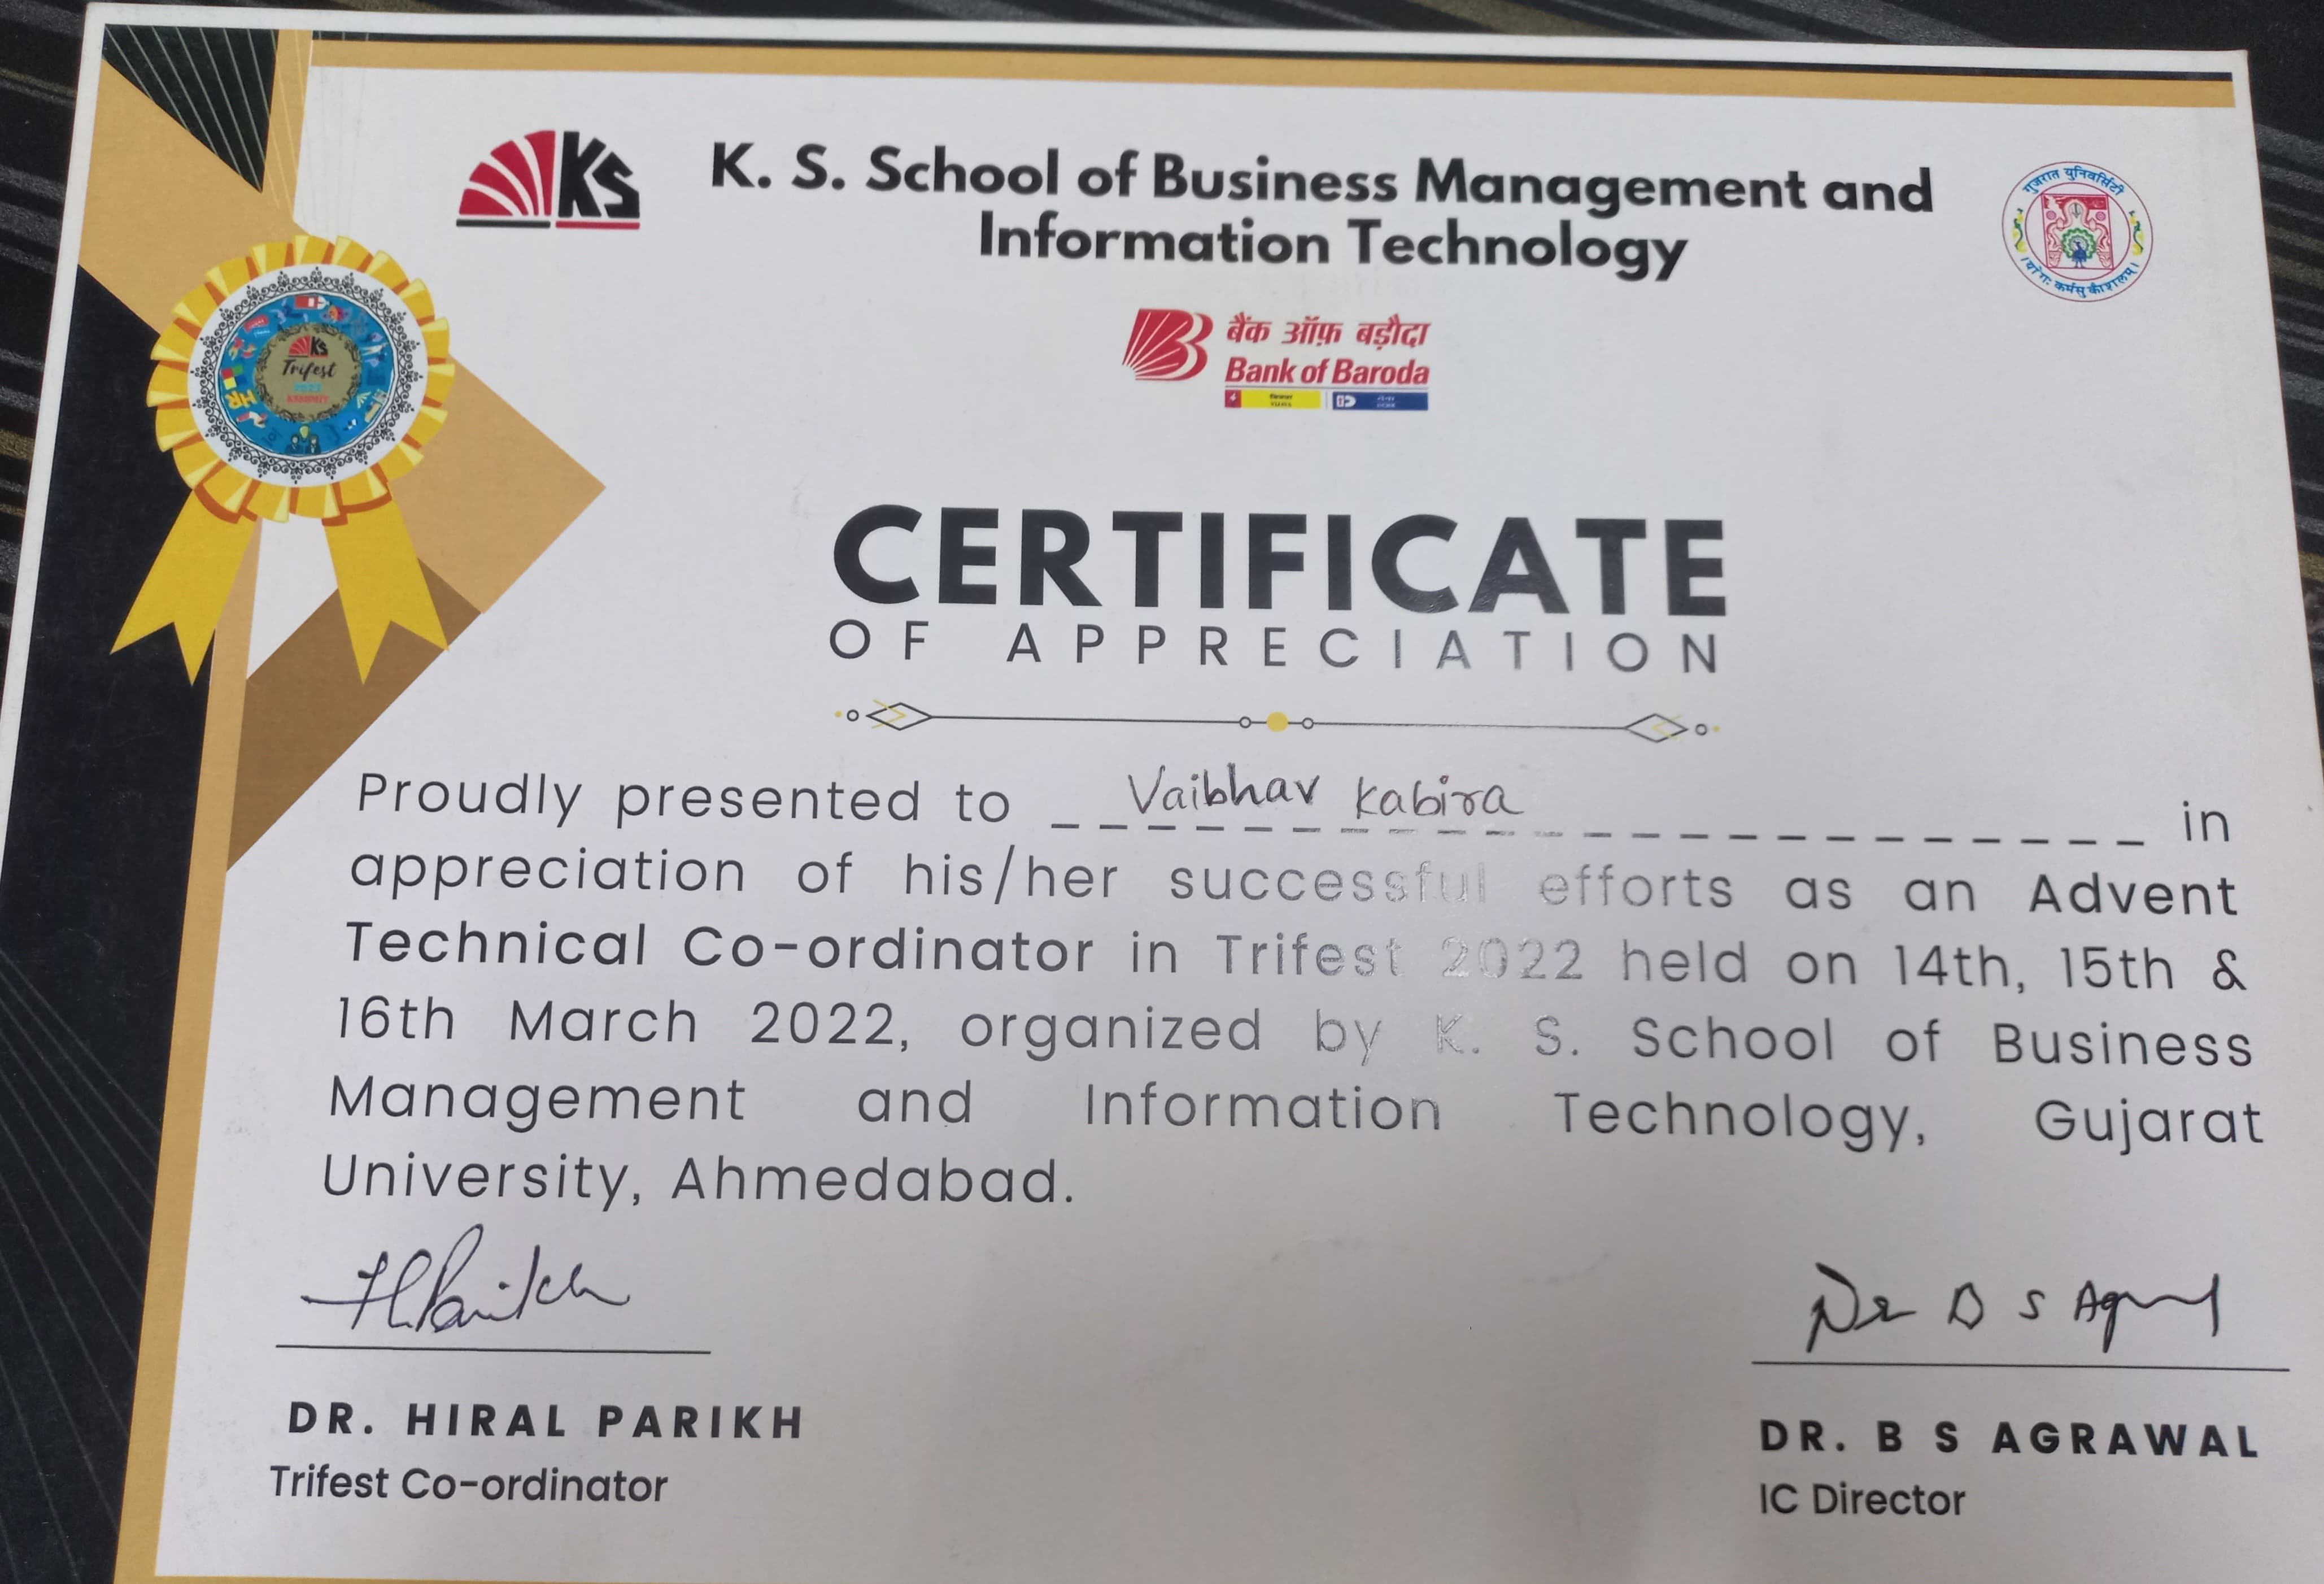 KS
K. S. School of Business Management and
Information Technology
गुजरात युनिवर्सिटी
बैंक ऑफ़ बड़ौदा
Bank of Baroda
KS
Trifest
2022
HR
CERTIFICATE
OF APPRECIATION
Proudly presented to Vaibhav Kabira in
appreciation of his/her successful efforts as an Advent
Technical Co-ordinator in Trifest 2022 held on 14th, 15th &
16th March 2022, organized by K. S. School of Business
Management and Information Technology, Gujarat
University, Ahmedabad.
HParikh
Dr B S Agrawal
DR. HIRAL PARIKH
DR. B S AGRAWAL
Trifest Co-ordinator
IC Director